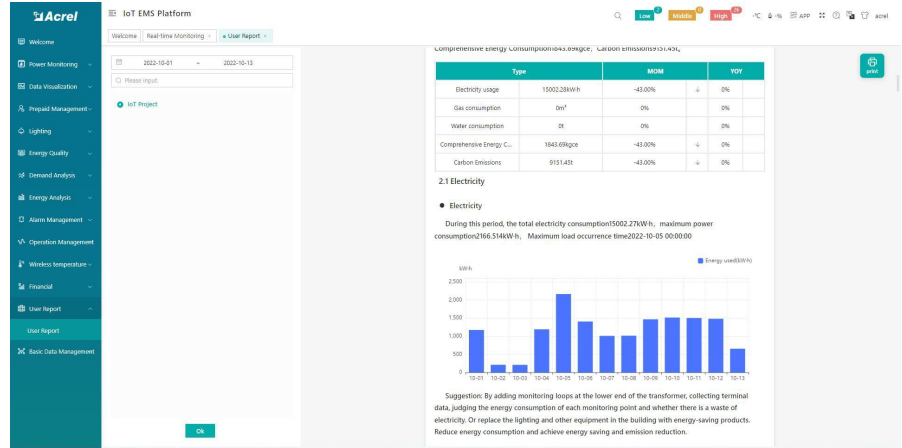 Acrel
IoT EMS Platform
Low 2
Middle 0
High 29
-℃
-%
APP
acrel
Welcome
Real-time Monitoring ×
User Report ×
Welcome
Power Monitoring
Data Visualization
Prepaid Management
Lighting
Energy Quality
Demand Analysis
Energy Analysis
Alarm Management
Operation Management
Wireless temperature
Financial
User Report
User Report
Basic Data Management
2022-10-01 ~ 2022-10-13
Please input
IoT Project
Ok
print
Comprehensive Energy Consumption1843.69kgce, Carbon Emissions9151.45t,
Type MOM YOY
Electricity usage 15002.28kW·h -43.00% ↓ 0%
Gas consumption 0m³ 0% 0%
Water consumption 0t 0% 0%
Comprehensive Energy C... 1843.69kgce -43.00% ↓ 0%
Carbon Emissions 9151.45t -43.00% ↓ 0%
2.1 Electricity
● Electricity
During this period, the total electricity consumption15002.27kW·h, maximum power
consumption2166.514kW·h, Maximum load occurrence time2022-10-05 00:00:00
Energy used(kW·h)
kW·h
2,500
2,000
1,500
1,000
500
0
10-01 10-02 10-03 10-04 10-05 10-06 10-07 10-08 10-09 10-10 10-11 10-12 10-13
Suggestion: By adding monitoring loops at the lower end of the transformer, collecting terminal
data, judging the energy consumption of each monitoring point and whether there is a waste of
electricity. Or replace the lighting and other equipment in the building with energy-saving products.
Reduce energy consumption and achieve energy saving and emission reduction.